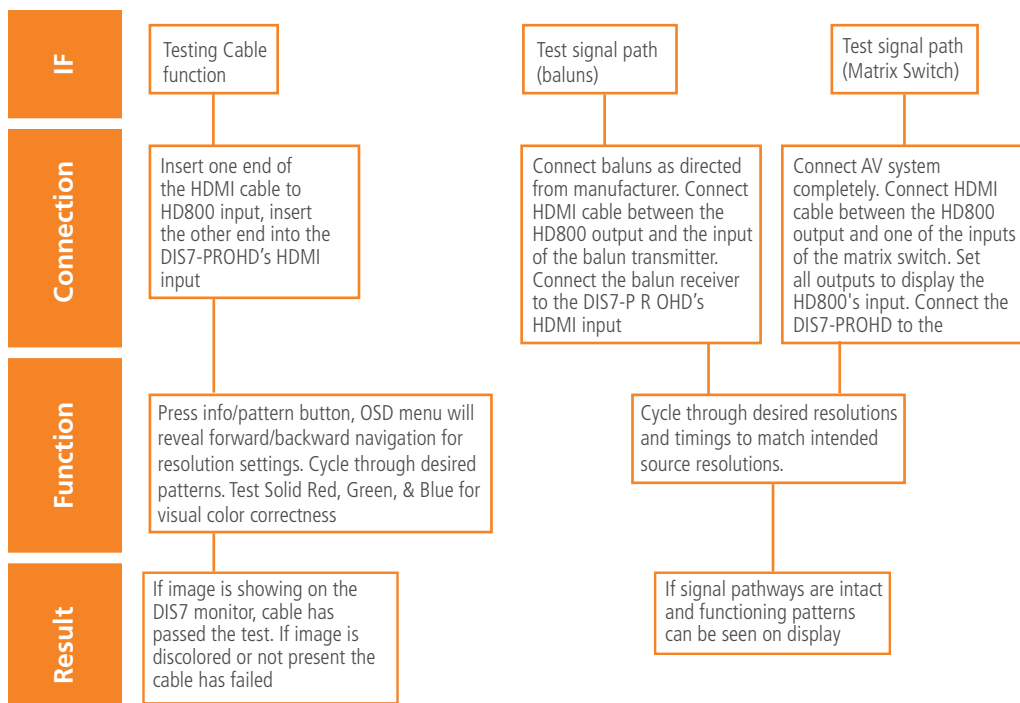 IF
Testing Cable
function
Test signal path
(baluns)
Test signal path
(Matrix Switch)
Connection
Insert one end of
the HDMI cable to
HD800 input, insert
the other end into the
DIS7-PROHD's HDMI
input
Connect baluns as directed
from manufacturer. Connect
HDMI cable between the
HD800 output and the input
of the balun transmitter.
Connect the balun receiver
to the DIS7-P R OHD's
HDMI input
Connect AV system
completely. Connect HDMI
cable between the HD800
output and one of the inputs
of the matrix switch. Set
all outputs to display the
HD800's input. Connect the
DIS7-PROHD to the
Function
Press info/pattern button, OSD menu will
reveal forward/backward navigation for
resolution settings. Cycle through desired
patterns. Test Solid Red, Green, & Blue for
visual color correctness
Cycle through desired resolutions
and timings to match intended
source resolutions.
Result
If image is showing on the
DIS7 monitor, cable has
passed the test. If image is
discolored or not present the
cable has failed
If signal pathways are intact
and functioning patterns
can be seen on display